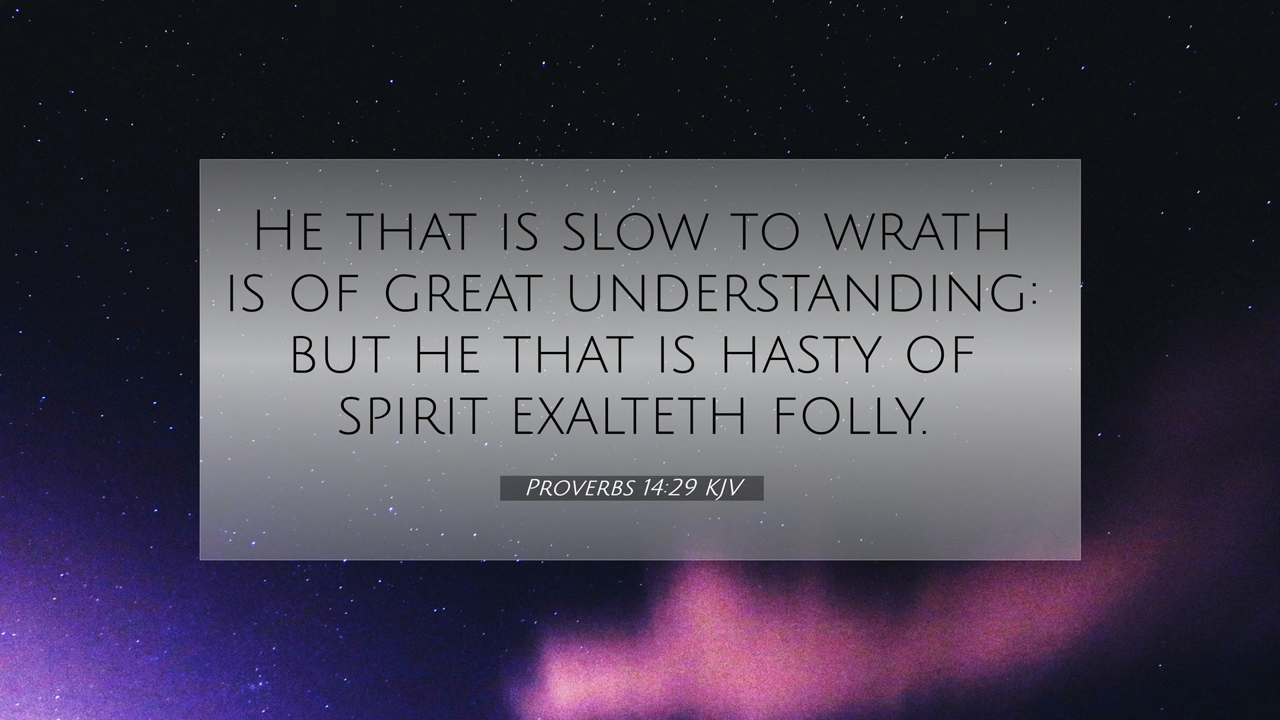 He that is slow to wrath
is of great understanding:
but he that is hasty of
spirit exalteth folly.
Proverbs 14:29 KJV